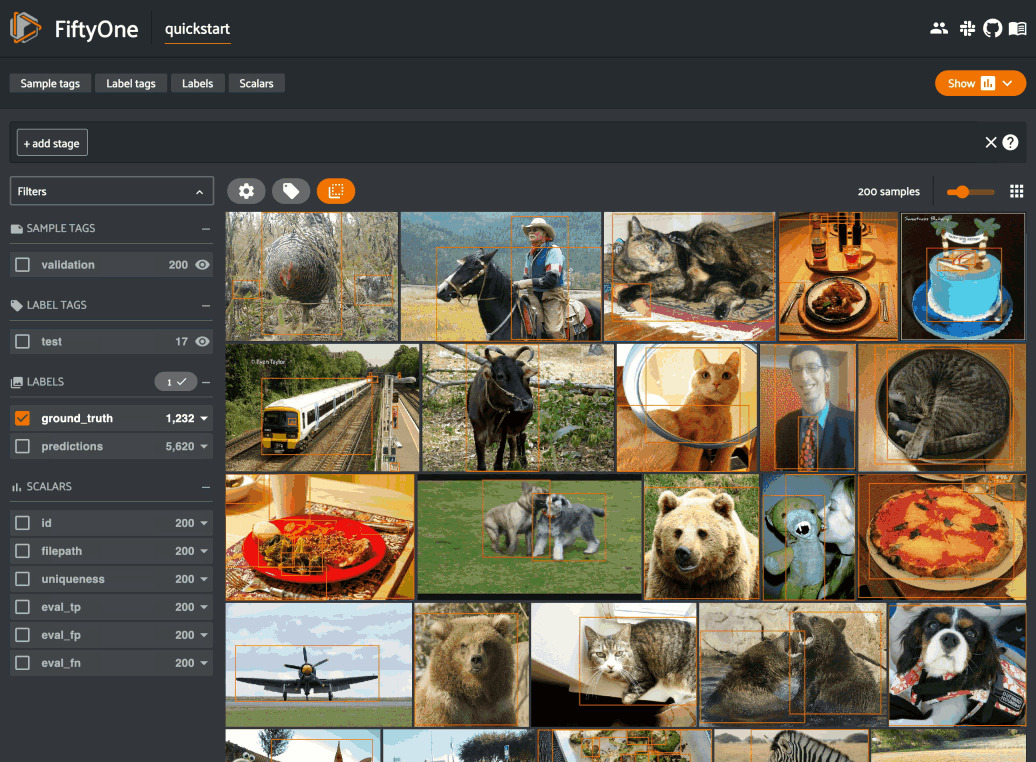 FiftyOne
quickstart
Sample tags
Label tags
Labels
Scalars
Show
+ add stage
Filters
200 samples
SAMPLE TAGS
validation 200
LABEL TAGS
test 17
LABELS 1
ground_truth 1,232
predictions 5,620
SCALARS
id 200
filepath 200
uniqueness 200
eval_tp 200
eval_fp 200
eval_fn 200